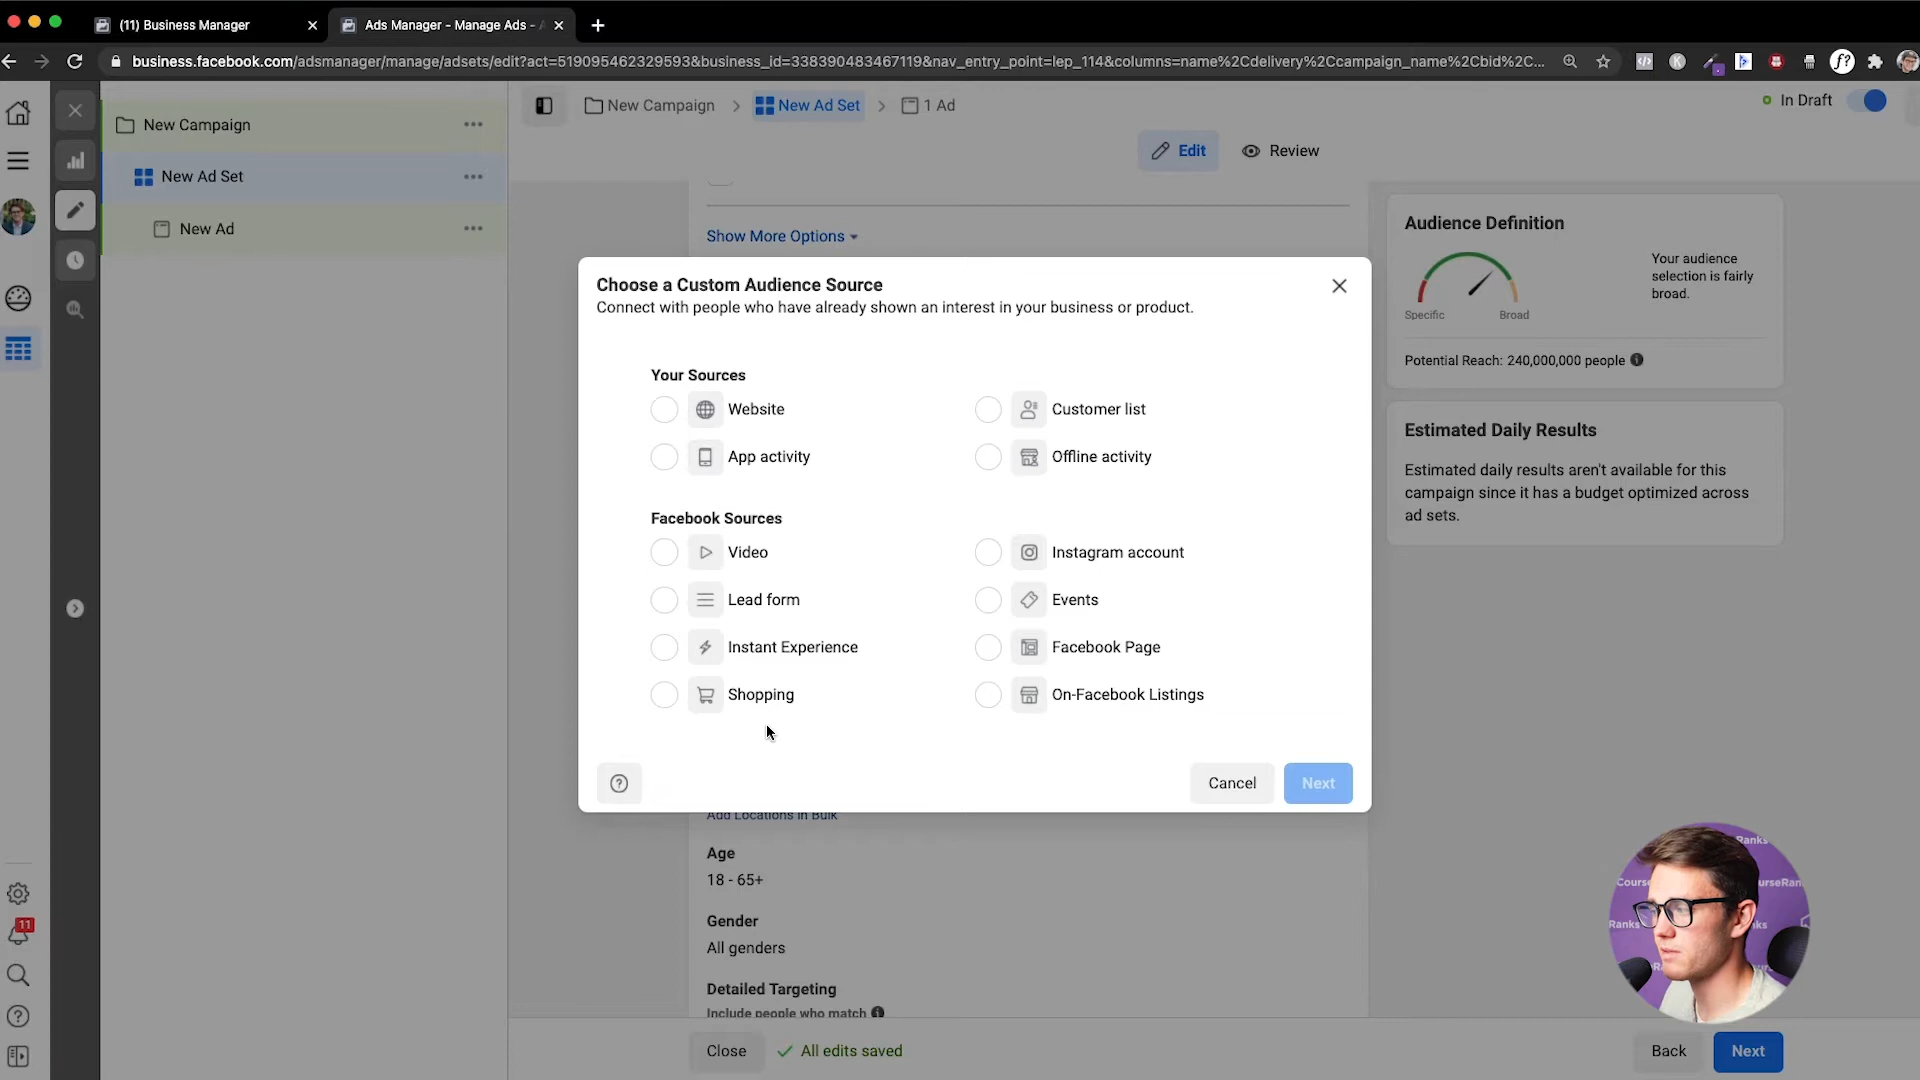 (11) Business Manager
Ads Manager - Manage Ads -
business.facebook.com/adsmanager/manage/adsets/edit?act=519095462329593&business_id=338390483467119&nav_entry_point=lep_114&columns=name%2Cdelivery%2Ccampaign_name%2Cbid%2C...
New Campaign
New Ad Set
New Ad
New Campaign
New Ad Set
1 Ad
In Draft
Edit
Review
Show More Options
Choose a Custom Audience Source
Connect with people who have already shown an interest in your business or product.
Your Sources
Website
Customer list
App activity
Offline activity
Facebook Sources
Video
Instagram account
Lead form
Events
Instant Experience
Facebook Page
Shopping
On-Facebook Listings
Cancel
Next
Audience Definition
Your audience
selection is fairly
broad.
Specific
Broad
Potential Reach: 240,000,000 people
Estimated Daily Results
Estimated daily results aren't available for this
campaign since it has a budget optimized across
ad sets.
Add Locations in Bulk
Age
18 - 65+
Gender
All genders
Detailed Targeting
Include people who match
Close
All edits saved
Back
Next
11